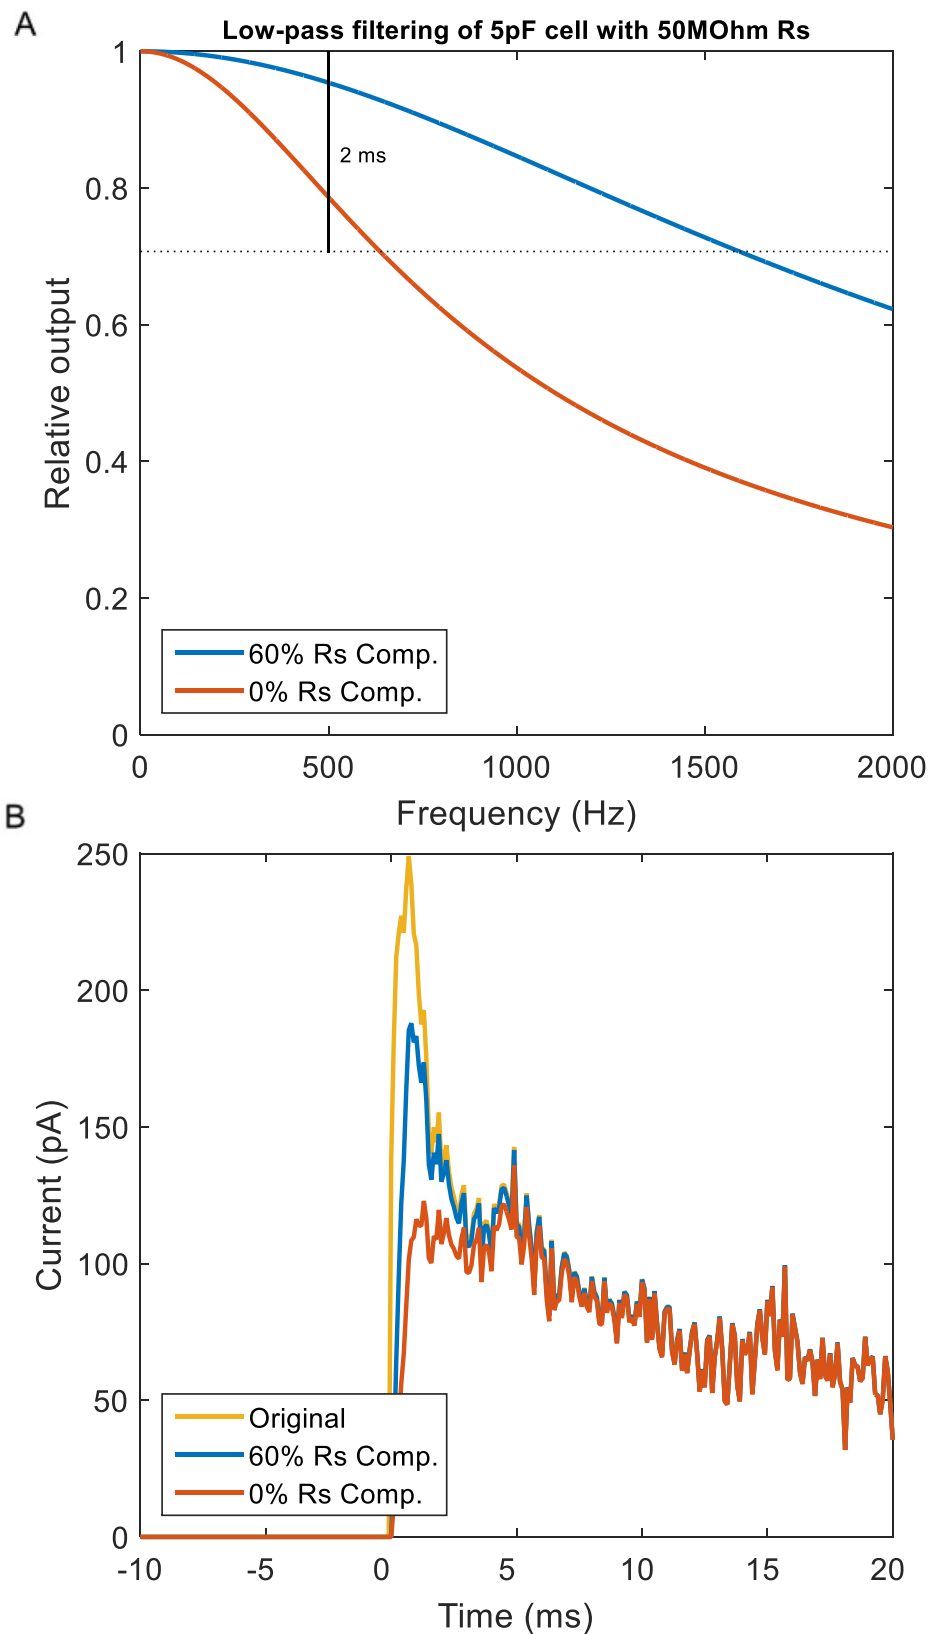 A
Low-pass filtering of 5pF cell with 50MOhm Rs
1
0.8
0.6
0.4
0.2
0
2 ms
Relative output
60% Rs Comp.
0% Rs Comp.
0 500 1000 1500 2000
Frequency (Hz)
B
250
200
150
100
50
0
Current (pA)
Original
60% Rs Comp.
0% Rs Comp.
-10 -5 0 5 10 15 20
Time (ms)